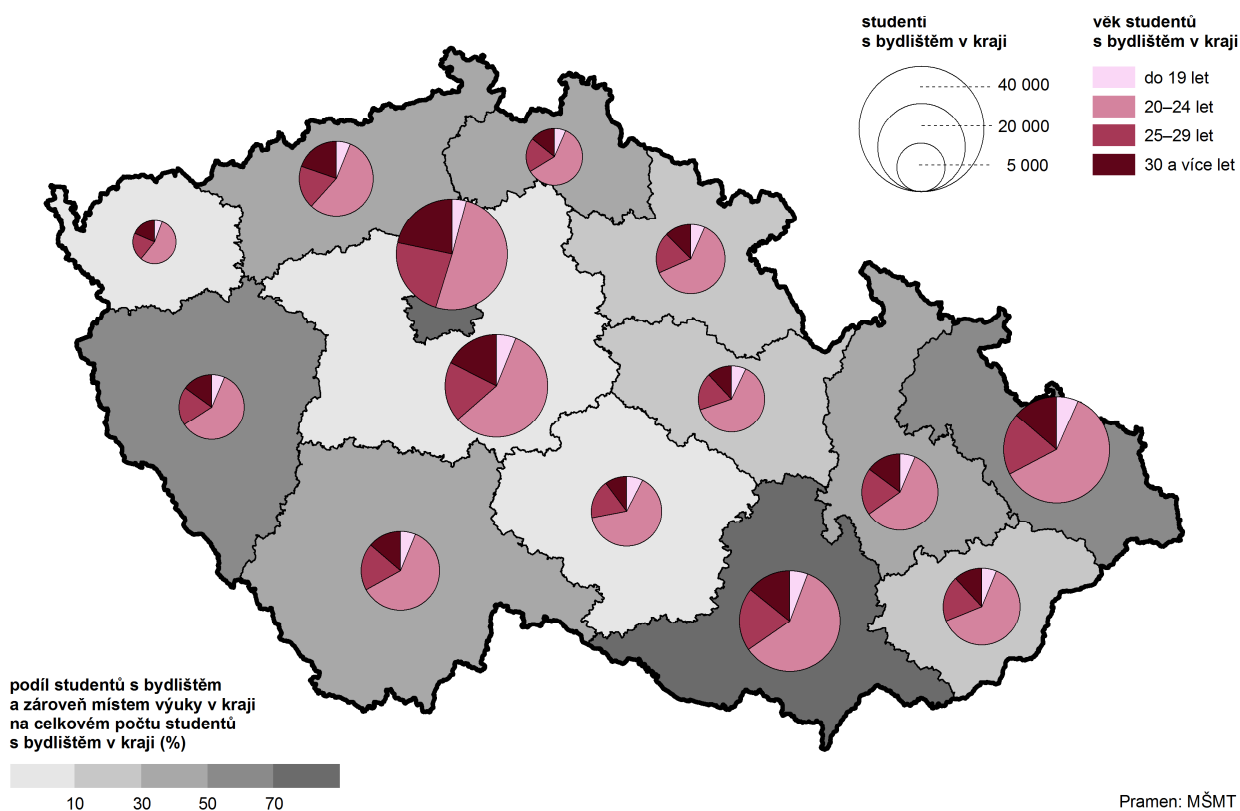 studenti
s bydlištěm v kraji
40 000
20 000
5 000
věk studentů
s bydlištěm v kraji
do 19 let
20–24 let
25–29 let
30 a více let
podíl studentů s bydlištěm
a zároveň místem výuky v kraji
na celkovém počtu studentů
s bydlištěm v kraji (%)
10 30 50 70
Pramen: MŠMT